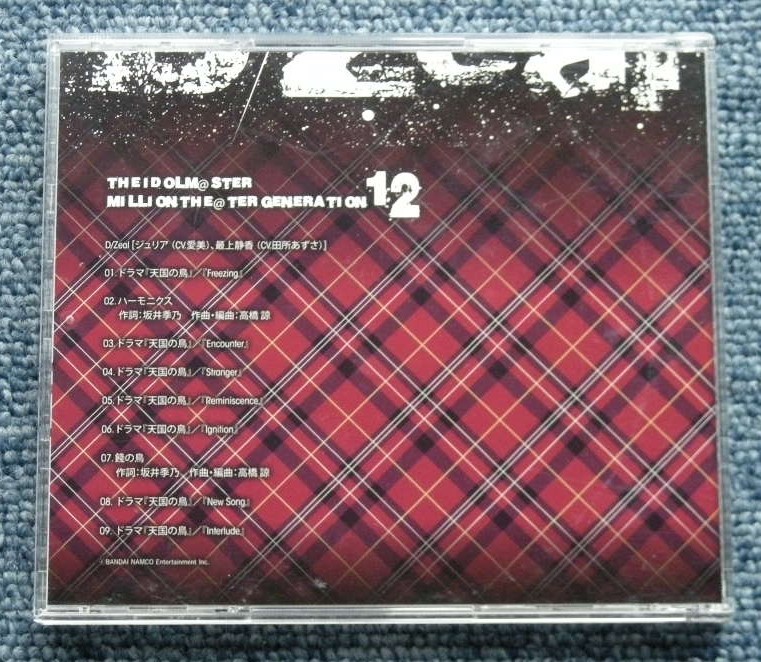 D/Zeal
THE IDOLM@STER
MILLION THE@TER GENERATION 12
D/Zeal [ジュリア (CV.愛美)、最上静香 (CV.田所あずさ)]
01. ドラマ『天国の鳥』／『Freezing』
02. ハーモニクス
作詞：坂井季乃 作曲・編曲：高橋 諒
03. ドラマ『天国の鳥』／『Encounter』
04. ドラマ『天国の鳥』／『Stranger』
05. ドラマ『天国の鳥』／『Reminiscence』
06. ドラマ『天国の鳥』／『Ignition』
07. 餞の鳥
作詞：坂井季乃 作曲・編曲：高橋 諒
08. ドラマ『天国の鳥』／『New Song』
09. ドラマ『天国の鳥』／『Interlude』
BANDAI NAMCO Entertainment Inc.